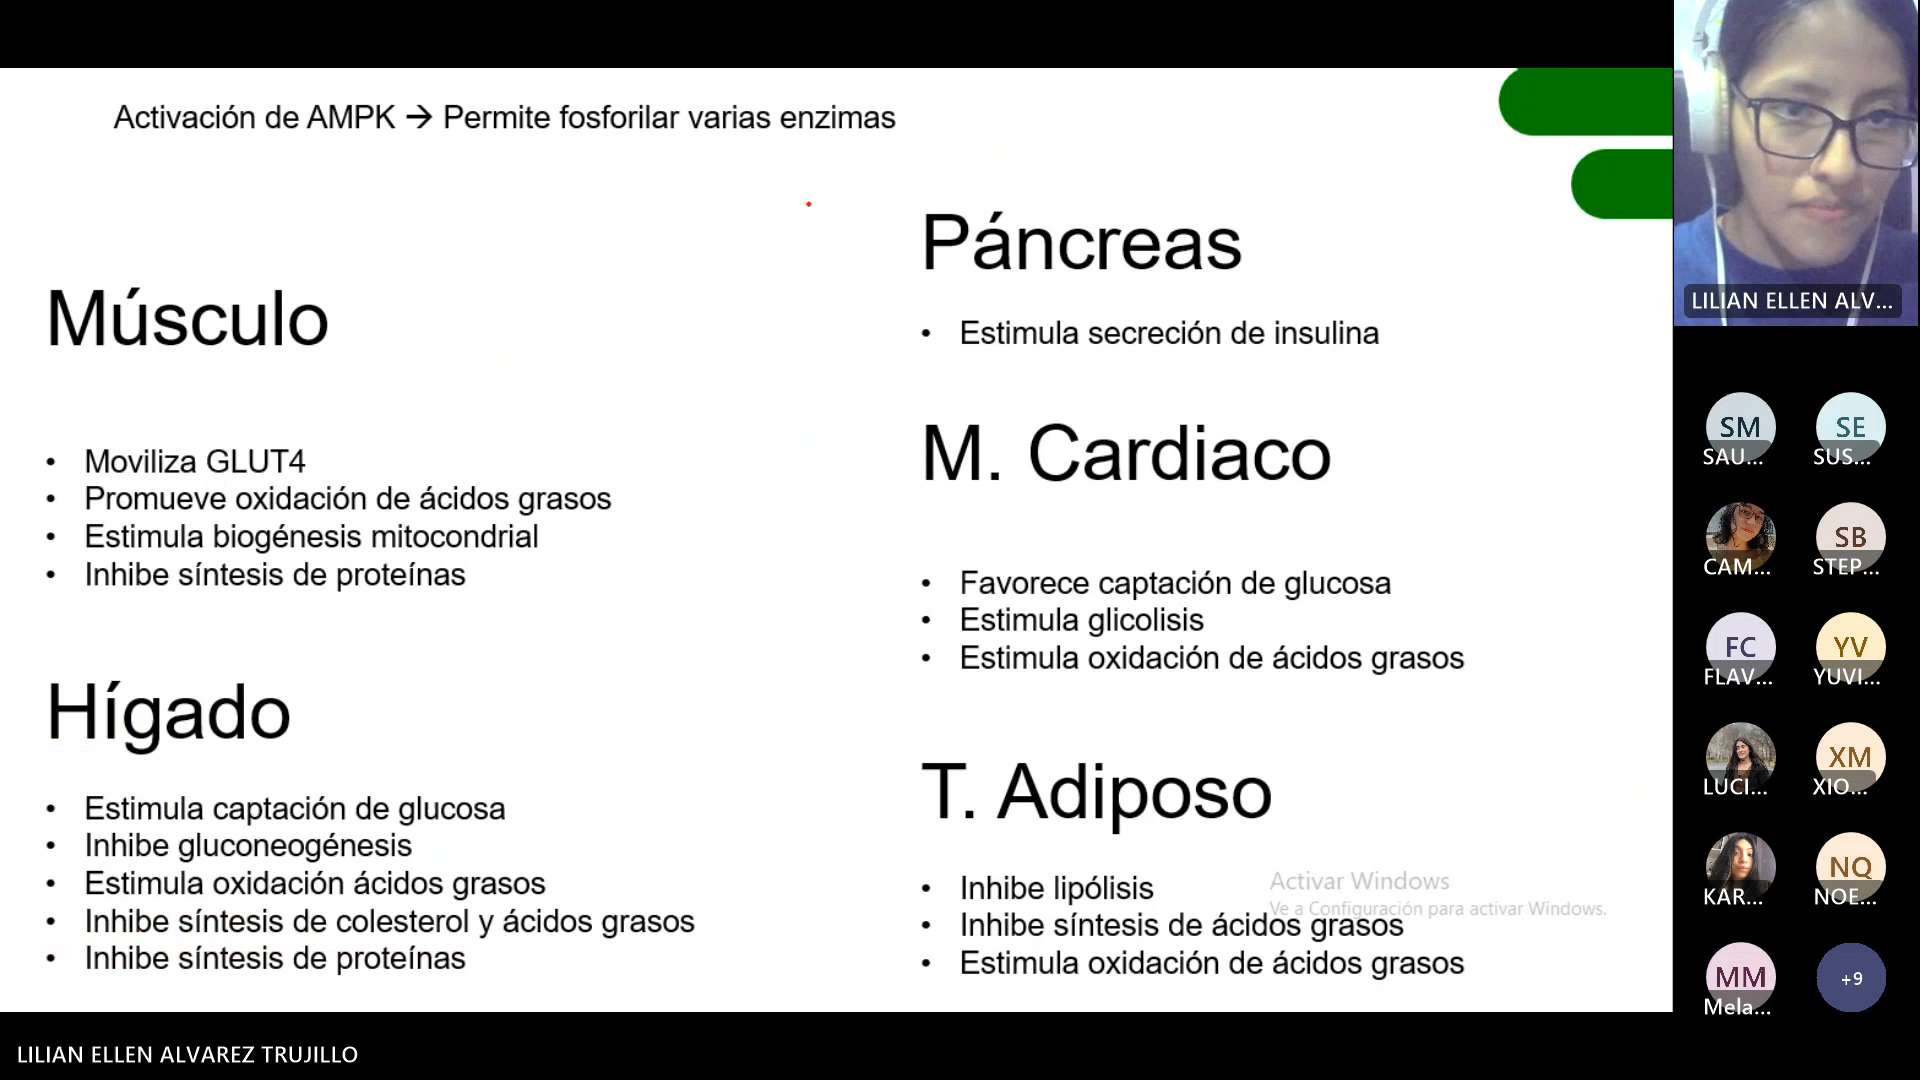 Activación de AMPK → Permite fosforilar varias enzimas
Músculo
• Moviliza GLUT4
• Promueve oxidación de ácidos grasos
• Estimula biogénesis mitocondrial
• Inhibe síntesis de proteínas
Hígado
• Estimula captación de glucosa
• Inhibe gluconeogénesis
• Estimula oxidación ácidos grasos
• Inhibe síntesis de colesterol y ácidos grasos
• Inhibe síntesis de proteínas
Páncreas
• Estimula secreción de insulina
M. Cardiaco
• Favorece captación de glucosa
• Estimula glicolisis
• Estimula oxidación de ácidos grasos
T. Adiposo
• Inhibe lipólisis
• Inhibe síntesis de ácidos grasos
• Estimula oxidación de ácidos grasos
Activar Windows
Ve a Configuración para activar Windows.
LILIAN ELLEN ALV...
SM
SAU...
SE
SUS...
CAM...
SB
STEP...
FC
FLAV...
YV
YUVI...
LUCI...
XM
XIO...
KAR...
NQ
NOE...
MM
Mela...
+9
LILIAN ELLEN ALVAREZ TRUJILLO